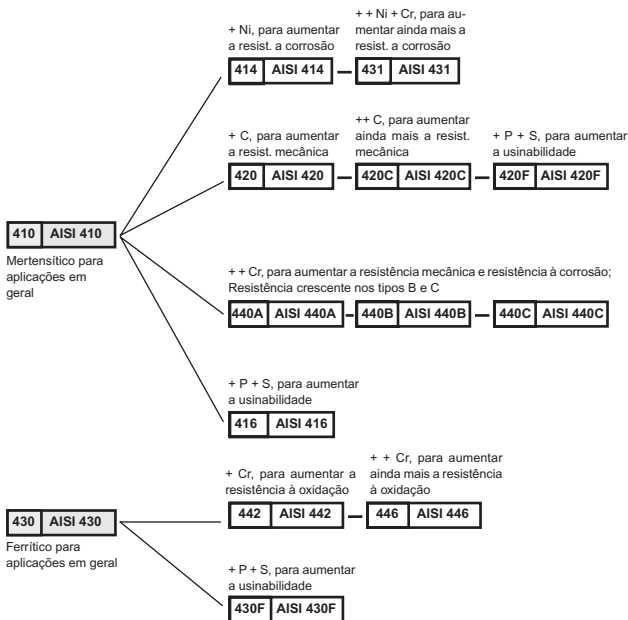 + Ni, para aumentar
a resist. a corrosão
414 AISI 414
+ + Ni + Cr, para au-
mentar ainda mais a
resist. a corrosão
431 AISI 431
+ C, para aumentar
a resist. mecânica
420 AISI 420
++ C, para aumentar
ainda mais a resist.
mecânica
420C AISI 420C
+ P + S, para aumentar
a usinabilidade
420F AISI 420F
410 AISI 410
Mertensítico para
aplicações em
geral
+ + Cr, para aumentar a resistência mecânica e resistência à corrosão;
Resistência crescente nos tipos B e C
440A AISI 440A
440B AISI 440B
440C AISI 440C
+ P + S, para aumentar
a usinabilidade
416 AISI 416
430 AISI 430
Ferrítico para
aplicações em geral
+ Cr, para aumentar a
resistência à oxidação
442 AISI 442
+ + Cr, para aumentar
ainda mais a resistência
à oxidação
446 AISI 446
+ P + S, para aumentar
a usinabilidade
430F AISI 430F